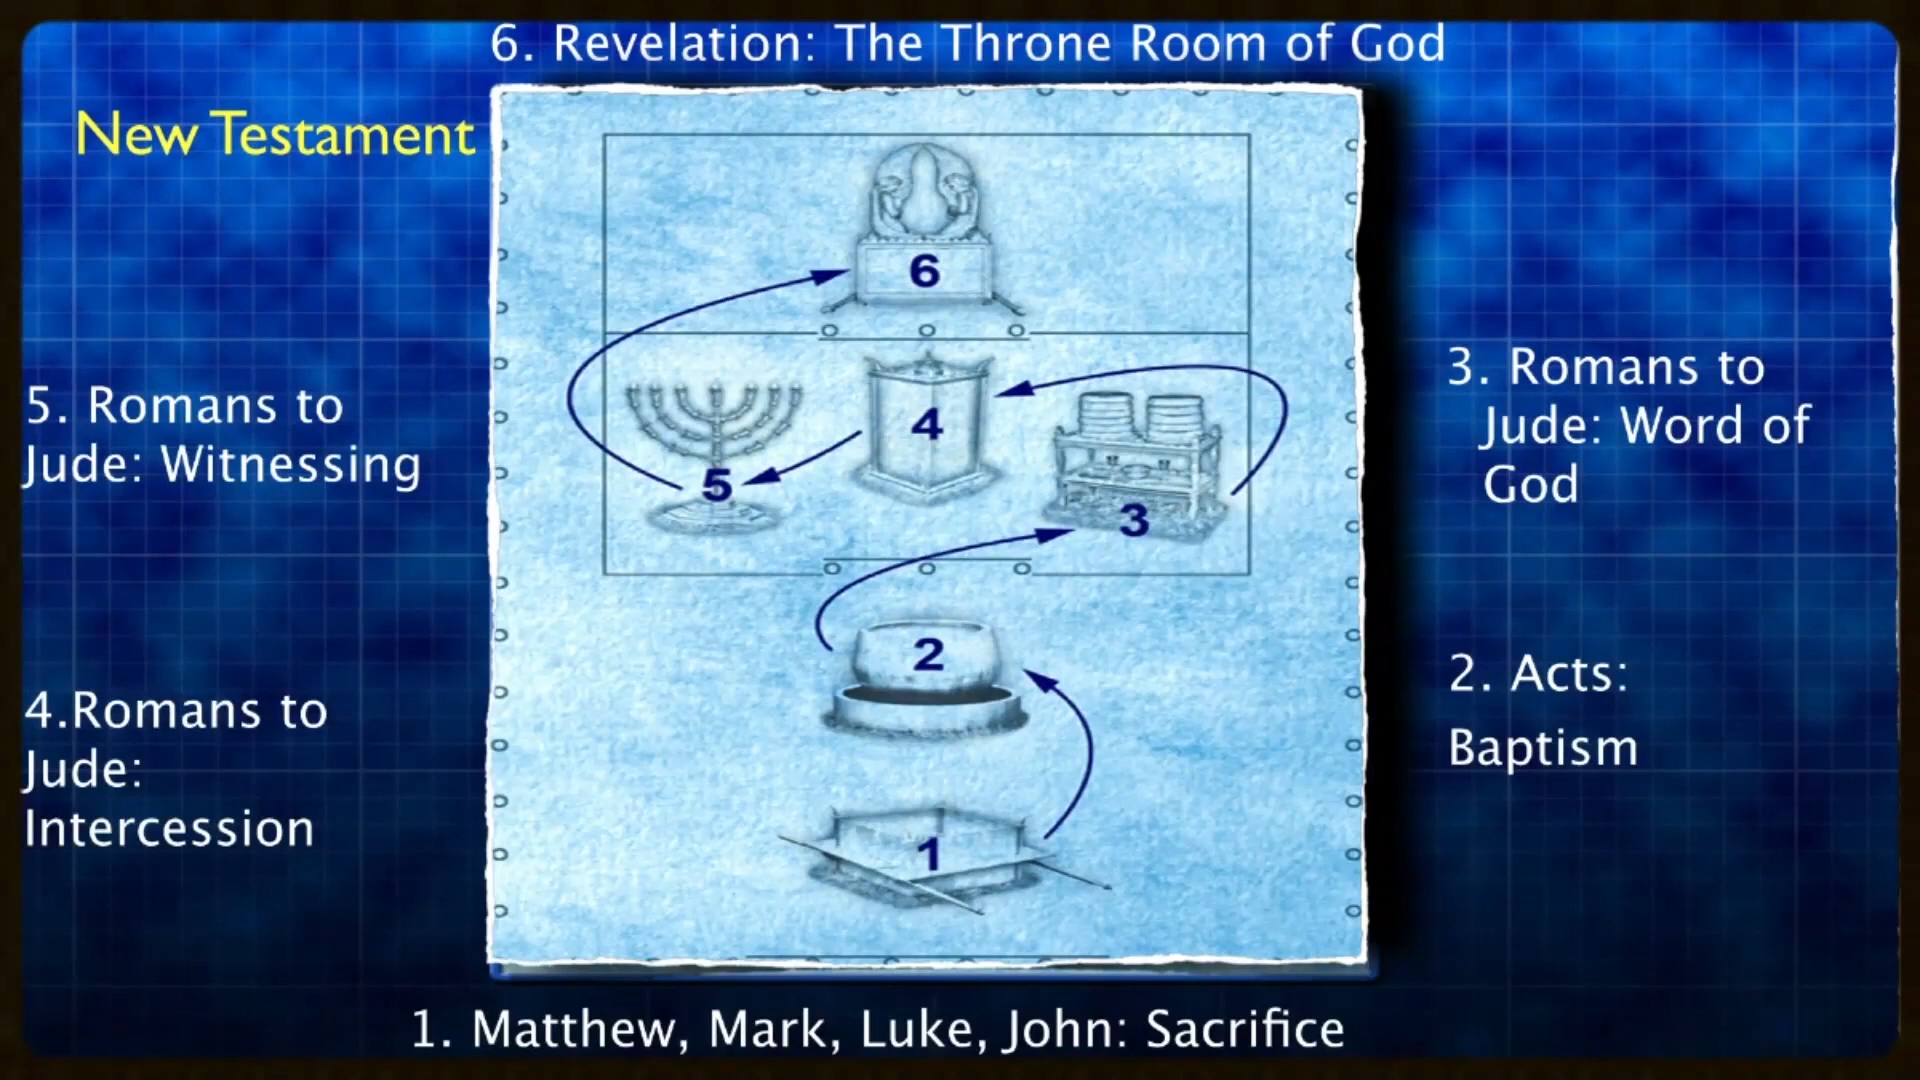 6. Revelation: The Throne Room of God
New Testament
6
5. Romans to
Jude: Witnessing
4
5
3
3. Romans to
Jude: Word of
God
4.Romans to
Jude:
Intercession
2
2. Acts:
Baptism
1
1. Matthew, Mark, Luke, John: Sacrifice